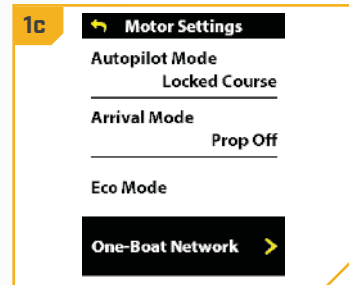 1c
Motor Settings
Autopilot Mode
Locked Course
Arrival Mode
Prop Off
Eco Mode
One-Boat Network